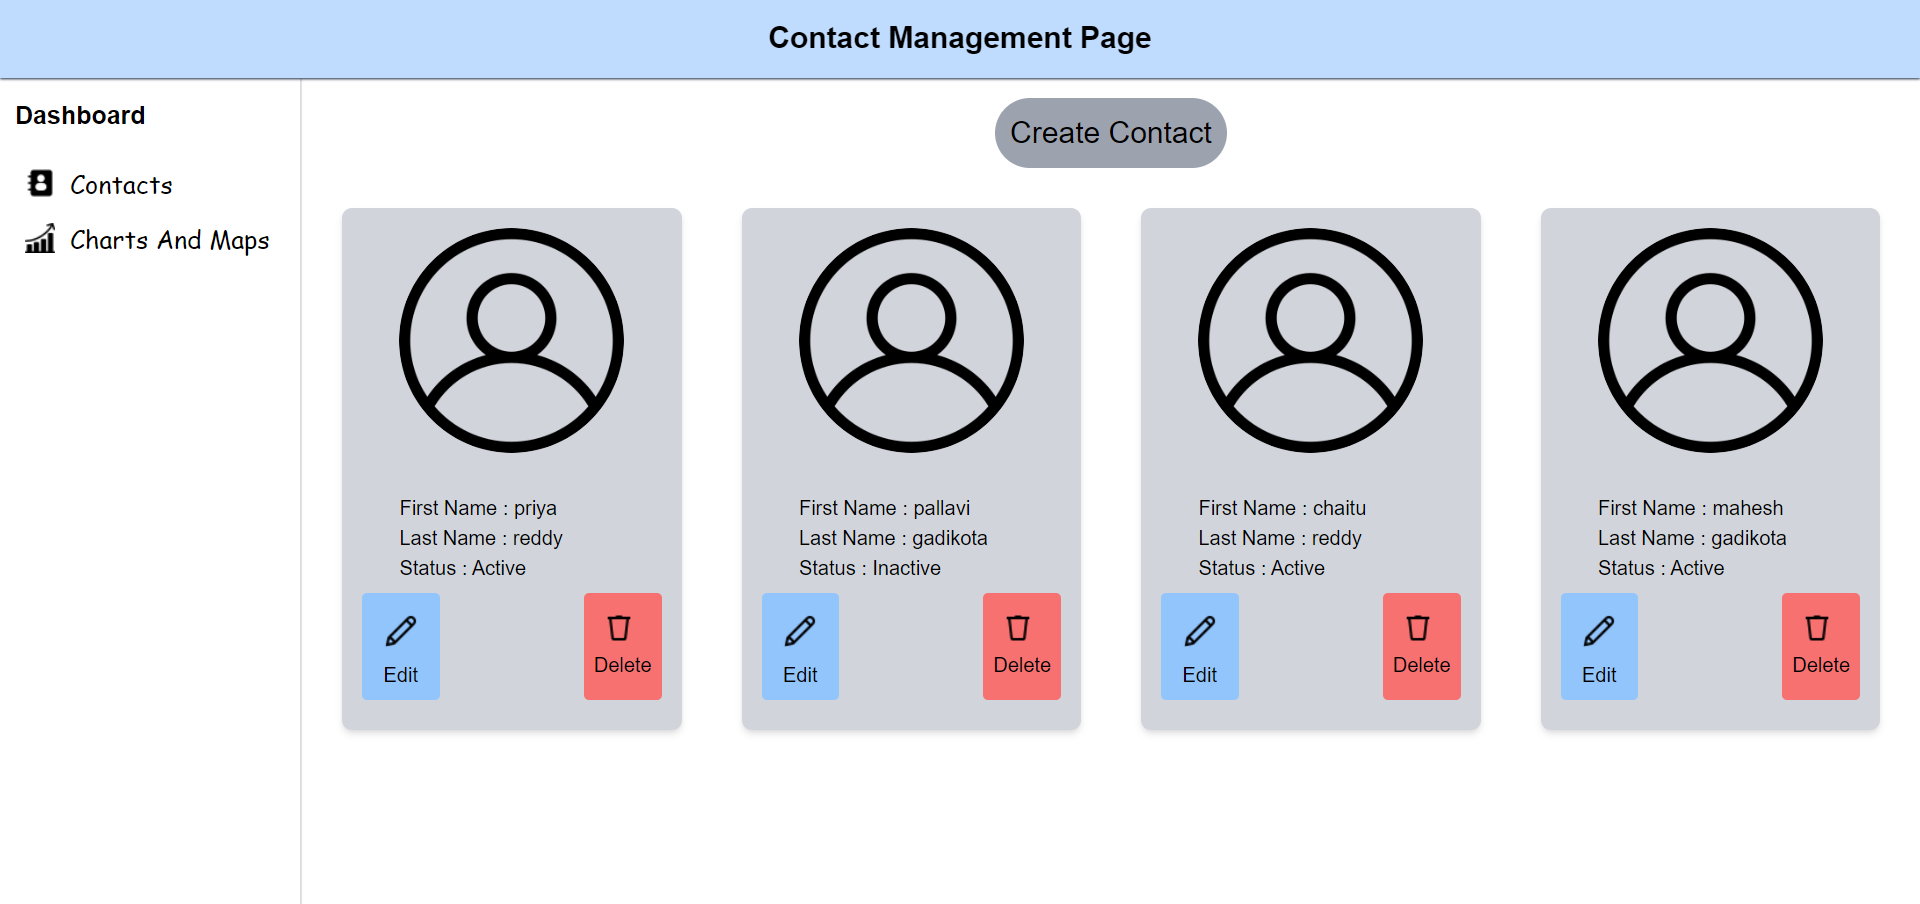 Contact Management Page
Dashboard
Contacts
Charts And Maps
Create Contact
First Name : priya
Last Name : reddy
Status : Active
Edit
Delete
First Name : pallavi
Last Name : gadikota
Status : Inactive
Edit
Delete
First Name : chaitu
Last Name : reddy
Status : Active
Edit
Delete
First Name : mahesh
Last Name : gadikota
Status : Active
Edit
Delete